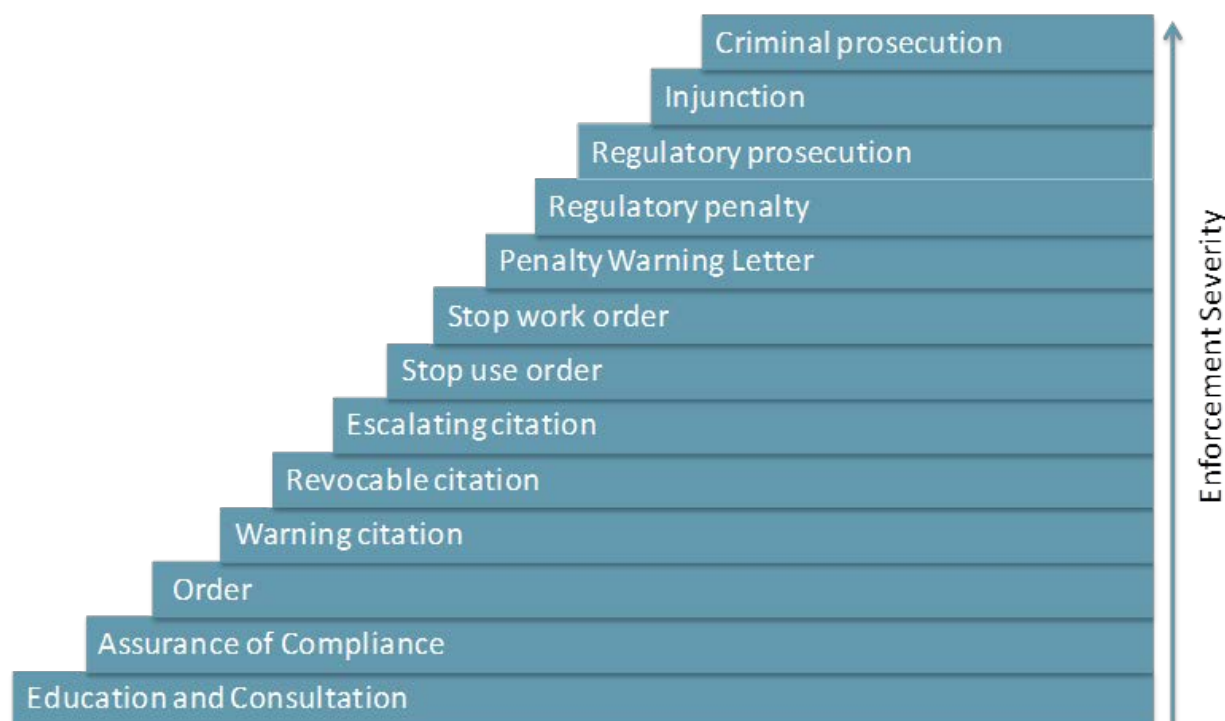 Criminal prosecution
Injunction
Regulatory prosecution
Regulatory penalty
Penalty Warning Letter
Stop work order
Stop use order
Escalating citation
Revocable citation
Warning citation
Order
Assurance of Compliance
Education and Consultation
Enforcement Severity